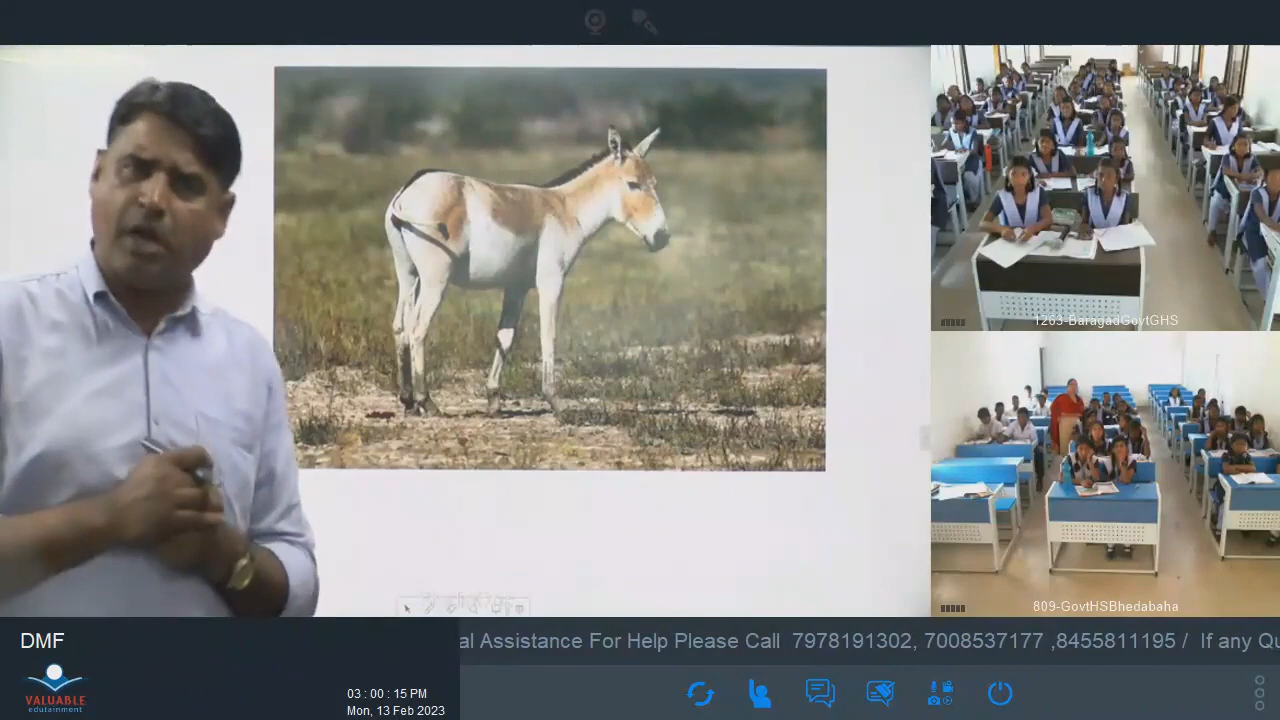 1263-BaragadGovtGHS
809-GovtHSBhedabaha
DMF
al Assistance For Help Please Call 7978191302, 7008537177 ,8455811195 / If any Qu
VALUABLE
edutainment
03 : 00 : 15 PM
Mon, 13 Feb 2023